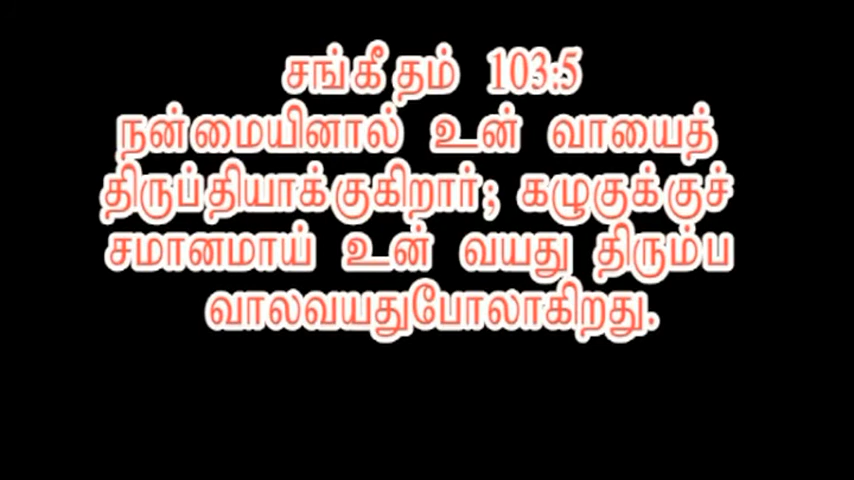 சங்கீதம் 103:5
நன்மையினால் உன் வாயைத்
திருப்தியாக்குகிறார்; கழுகுக்குச்
சமானமாய் உன் வயது திரும்ப
வாலவயதுபோலாகிறது.